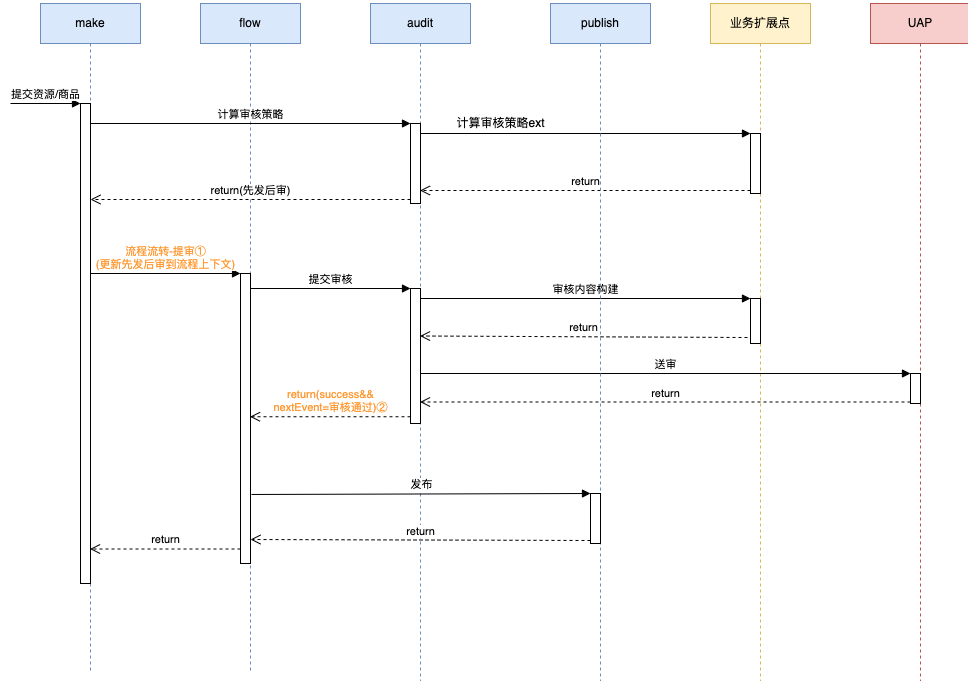 make
flow
audit
publish
业务扩展点
UAP
提交资源/商品
计算审核策略
计算审核策略ext
return
return(先发后审)
流程流转-提审①
(更新先发后审到流程上下文)
提交审核
审核内容构建
return
送审
return
return(success&&
nextEvent=审核通过)②
发布
return
return